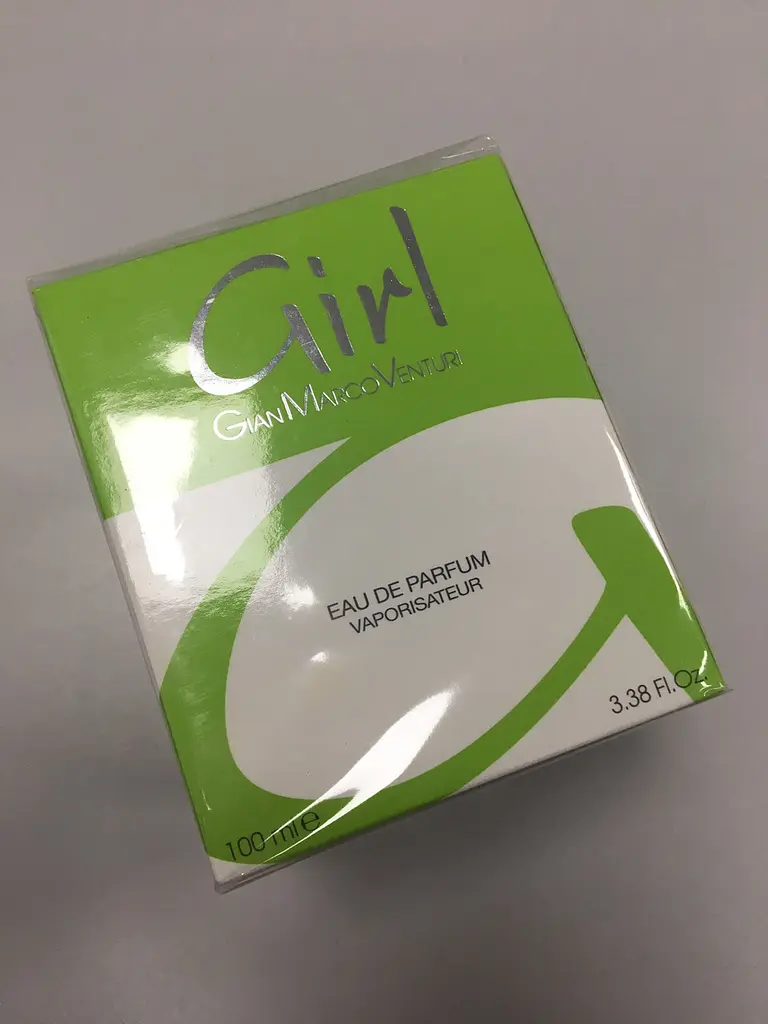 Girl
GianMarcoVenturi
EAU DE PARFUM
VAPORISATEUR
3.38 Fl.Oz.
100 ml e